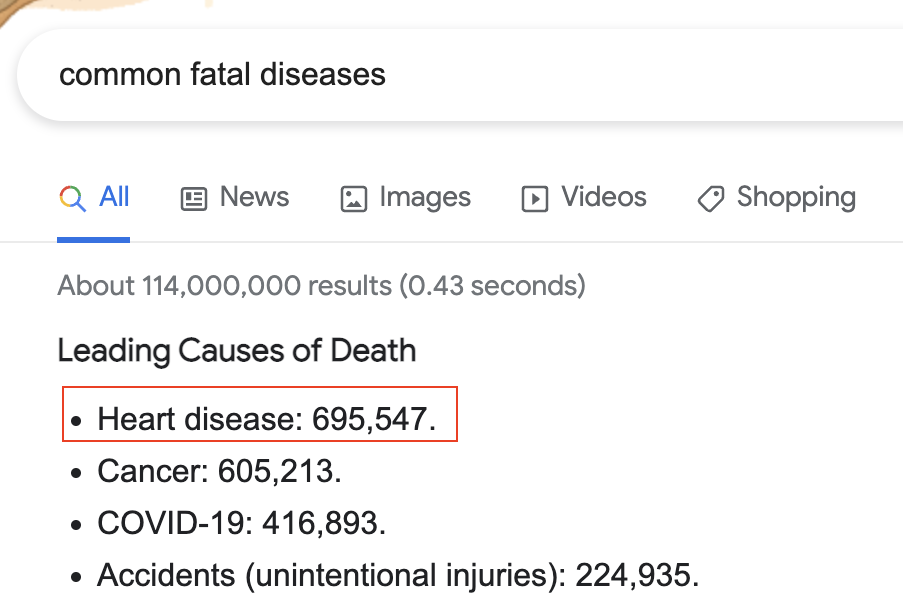 common fatal diseases
All News Images Videos Shopping
About 114,000,000 results (0.43 seconds)
Leading Causes of Death
• Heart disease: 695,547.
• Cancer: 605,213.
• COVID-19: 416,893.
• Accidents (unintentional injuries): 224,935.